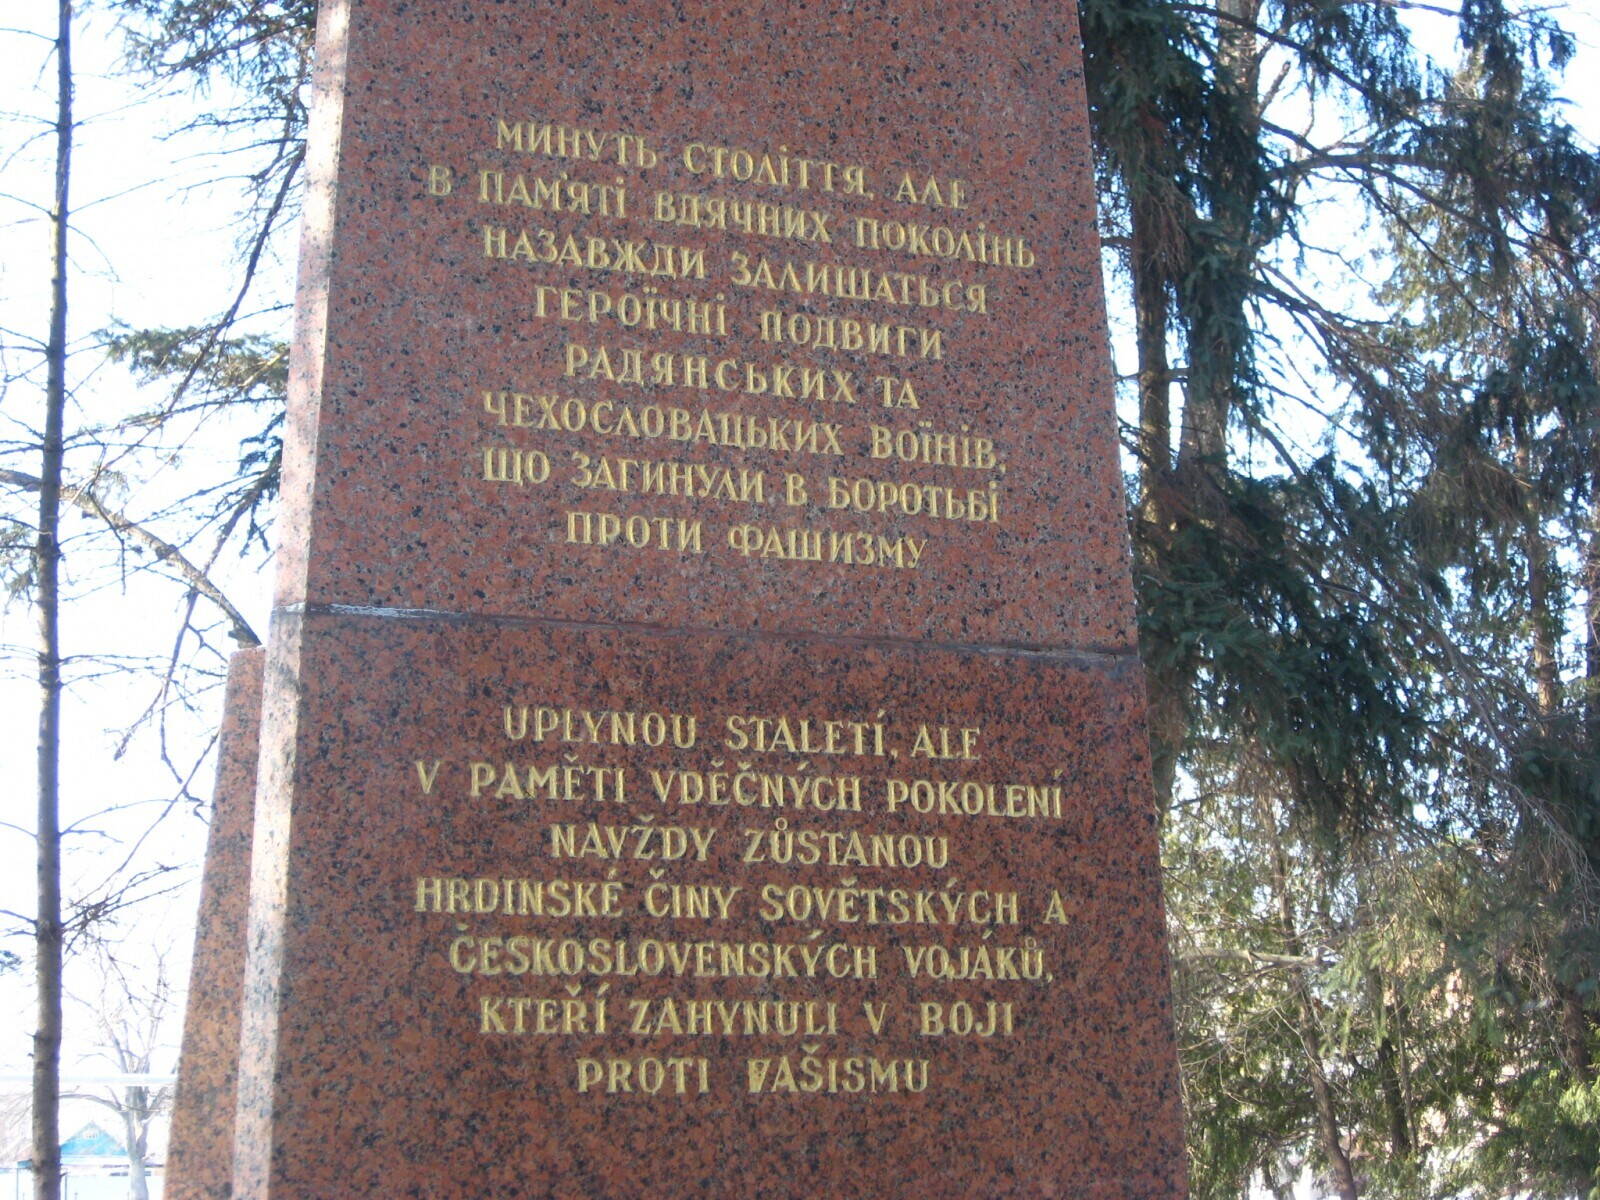 МИНУТЬ СТОЛІТТЯ, АЛЕ
В ПАМ'ЯТІ ВДЯЧНИХ ПОКОЛІНЬ
НАЗАВЖДИ ЗАЛИШАТЬСЯ
ГЕРОЇЧНІ ПОДВИГИ
РАДЯНСЬКИХ ТА
ЧЕХОСЛОВАЦЬКИХ ВОЇНІВ,
ЩО ЗАГИНУЛИ В БОРОТЬБІ
ПРОТИ ФАШИЗМУ
UPLYNOU STALETÍ, ALE
V PAMĚTI VDĚČNÝCH POKOLENÍ
NAVŽDY ZŮSTANOU
HRDINSKÉ ČINY SOVĚTSKÝCH A
ČESKOSLOVENSKÝCH VOJÁKŮ,
KTEŘÍ ZAHYNULI V BOJI
PROTI FAŠISMU